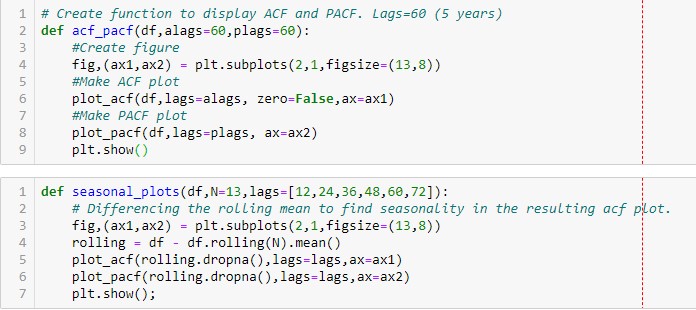 1 # Create function to display ACF and PACF. Lags=60 (5 years)
2 def acf_pacf(df,alags=60,plags=60):
3     #Create figure
4     fig,(ax1,ax2) = plt.subplots(2,1,figsize=(13,8))
5     #Make ACF plot
6     plot_acf(df,lags=alags, zero=False,ax=ax1)
7     #Make PACF plot
8     plot_pacf(df,lags=plags, ax=ax2)
9     plt.show()
1 def seasonal_plots(df,N=13,lags=[12,24,36,48,60,72]):
2     # Differencing the rolling mean to find seasonality in the resulting acf plot.
3     fig,(ax1,ax2) = plt.subplots(2,1,figsize=(13,8))
4     rolling = df - df.rolling(N).mean()
5     plot_acf(rolling.dropna(),lags=lags,ax=ax1)
6     plot_pacf(rolling.dropna(),lags=lags,ax=ax2)
7     plt.show();